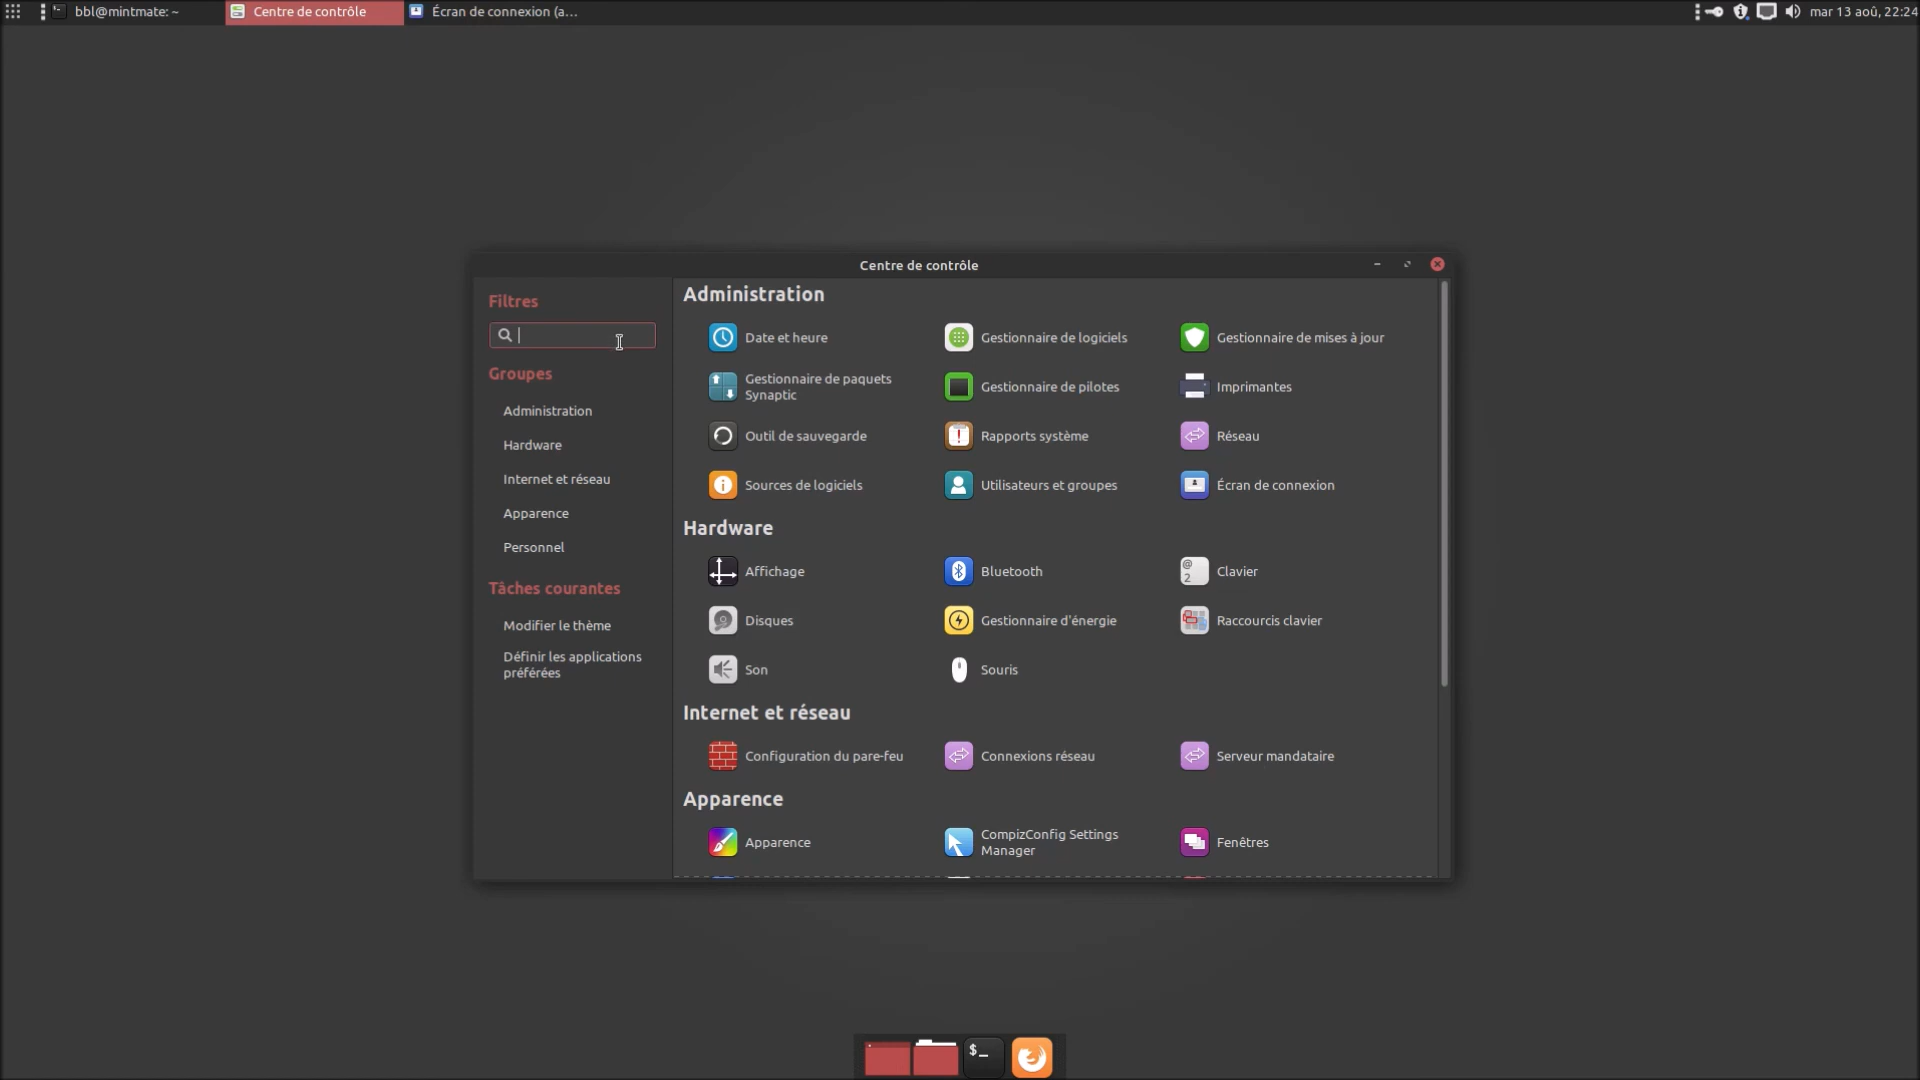 bbl@mintmate: ~
Centre de contrôle
Écran de connexion (a...
mar 13 aoû, 22:24
Centre de contrôle
Filtres
Groupes
Administration
Hardware
Internet et réseau
Apparence
Personnel
Tâches courantes
Modifier le thème
Définir les applications
préférées
Administration
Date et heure
Gestionnaire de logiciels
Gestionnaire de mises à jour
Gestionnaire de paquets
Synaptic
Gestionnaire de pilotes
Imprimantes
Outil de sauvegarde
Rapports système
Réseau
Sources de logiciels
Utilisateurs et groupes
Écran de connexion
Hardware
Affichage
Bluetooth
@
2
Clavier
Disques
Gestionnaire d'énergie
Raccourcis clavier
Son
Souris
Internet et réseau
Configuration du pare-feu
Connexions réseau
Serveur mandataire
Apparence
Apparence
CompizConfig Settings
Manager
Fenêtres
$_